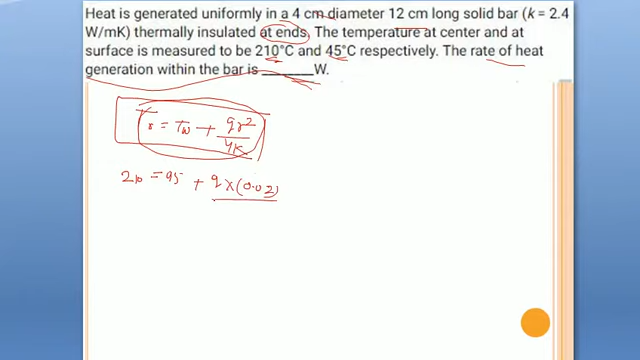 Heat is generated uniformly in a 4 cm diameter 12 cm long solid bar (k = 2.4
W/mK) thermally insulated at ends. The temperature at center and at
surface is measured to be 210°C and 45°C respectively. The rate of heat
generation within the bar is ______W.
T₀ = Tw + qr²/4K
210 = 95 + q×(0.02)